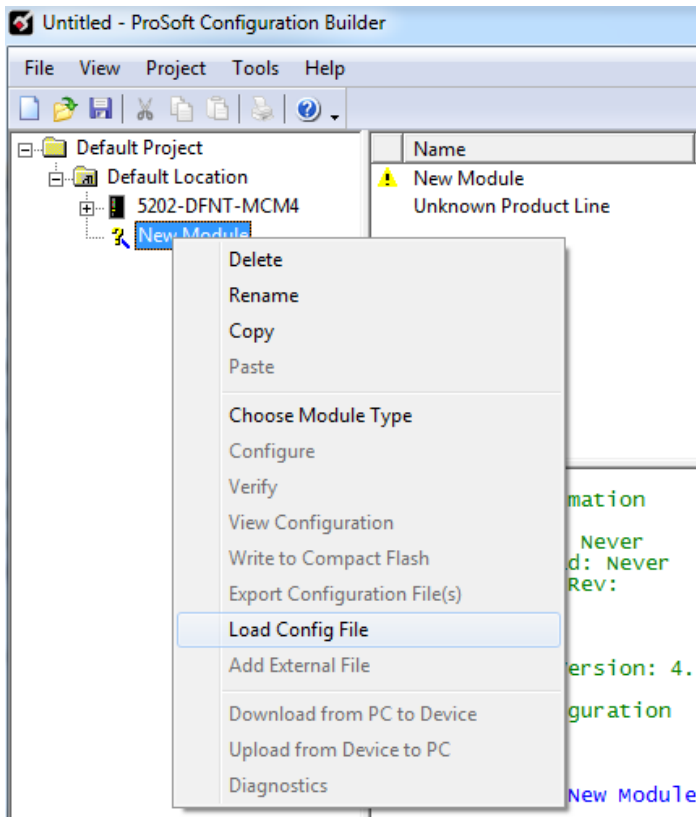 Untitled - ProSoft Configuration Builder
File View Project Tools Help
Default Project
Default Location
5202-DFNT-MCM4
New Module
Name
New Module
Unknown Product Line
Delete
Rename
Copy
Paste
Choose Module Type
Configure
Verify
View Configuration
Write to Compact Flash
Export Configuration File(s)
Load Config File
Add External File
Download from PC to Device
Upload from Device to PC
Diagnostics
mation
Never
d: Never
Rev:
ersion: 4.
guration
New Module